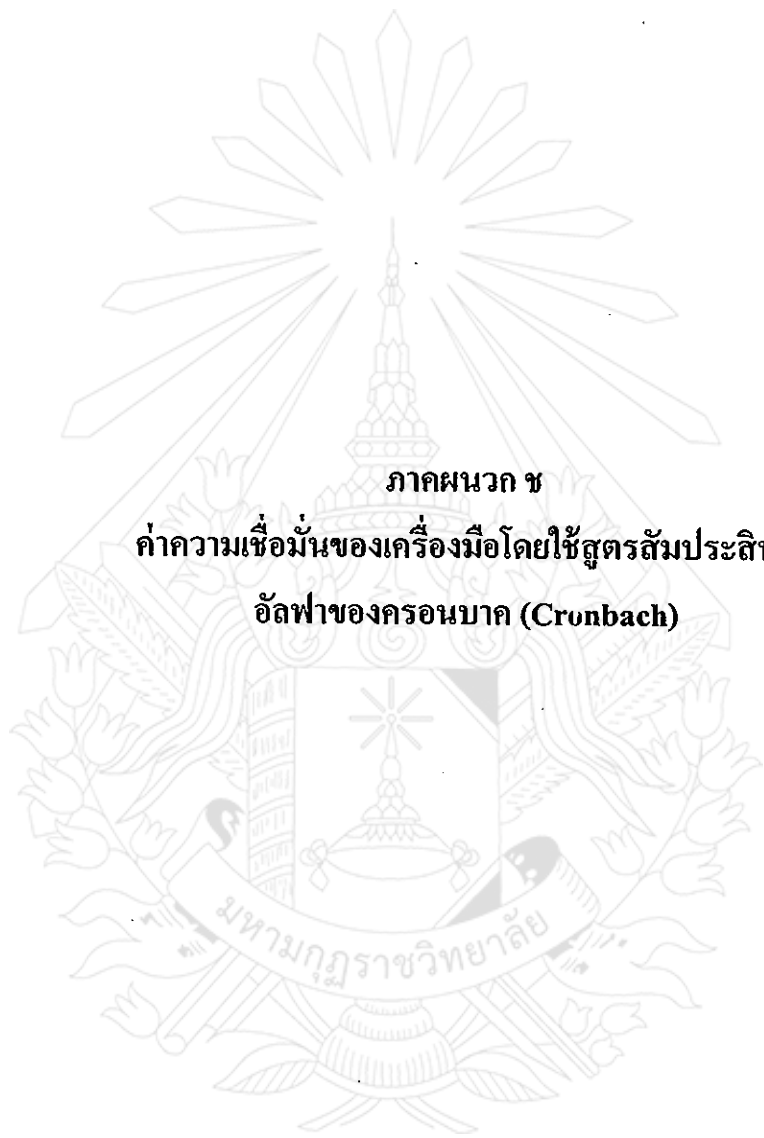 ภาคผนวก ช
ค่าความเชื่อมั่นของเครื่องมือโดยใช้สูตรสัมประสิท
อัลฟาของครอนบาค (Cronbach)
มหามกุฏราชวิทยาลัย